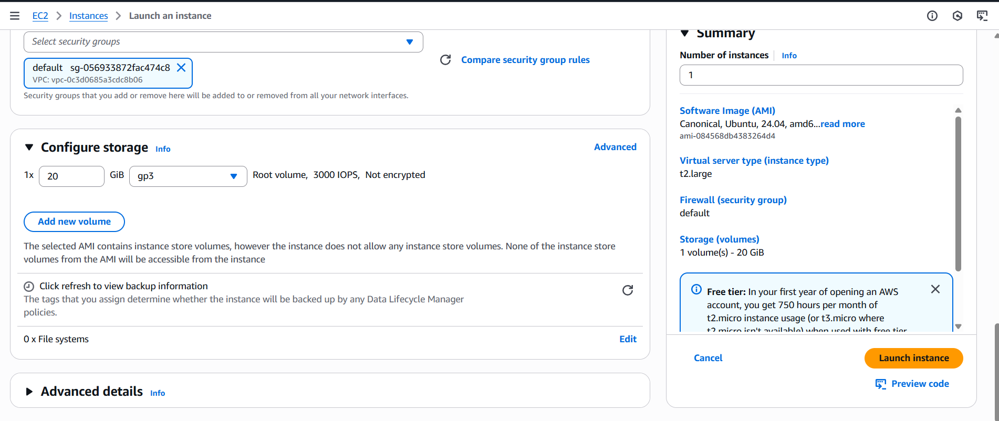 EC2 Instances Launch an instance
Select security groups
default sg-056933872fac474c8
VPC: vpc-0c3d0685a3cdc8b06
Compare security group rules
Security groups that you add or remove here will be added to or removed from all your network interfaces.
Configure storage Info
Advanced
1x 20 GiB gp3 Root volume, 3000 IOPS, Not encrypted
Add new volume
The selected AMI contains instance store volumes, however the instance does not allow any instance store volumes. None of the instance store
volumes from the AMI will be accessible from the instance
Click refresh to view backup information
The tags that you assign determine whether the instance will be backed up by any Data Lifecycle Manager
policies.
0 x File systems
Edit
Advanced details Info
Summary
Number of instances Info
1
Software Image (AMI)
Canonical, Ubuntu, 24.04, amd6...read more
ami-084568db4383264d4
Virtual server type (instance type)
t2.large
Firewall (security group)
default
Storage (volumes)
1 volume(s) - 20 GiB
Free tier: In your first year of opening an AWS
account, you get 750 hours per month of
t2.micro instance usage (or t3.micro where
t2.micro isn't available) when used with free tier
Cancel
Launch instance
Preview code